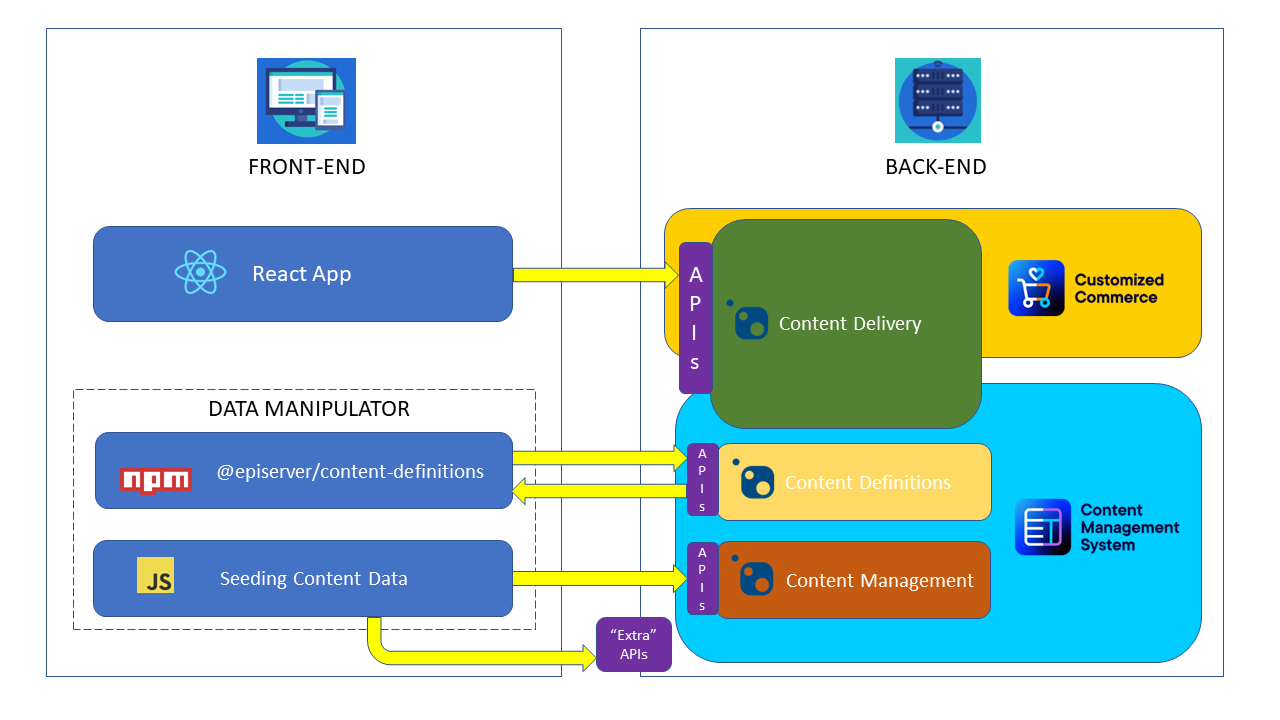 FRONT-END
BACK-END
React App
A
P
I
s
Content Delivery
Customized
Commerce
DATA MANIPULATOR
npm
@episerver/content-definitions
A
P
I
s
Content Definitions
Content
Management
System
JS
Seeding Content Data
A
P
I
s
Content Management
“Extra”
APIs